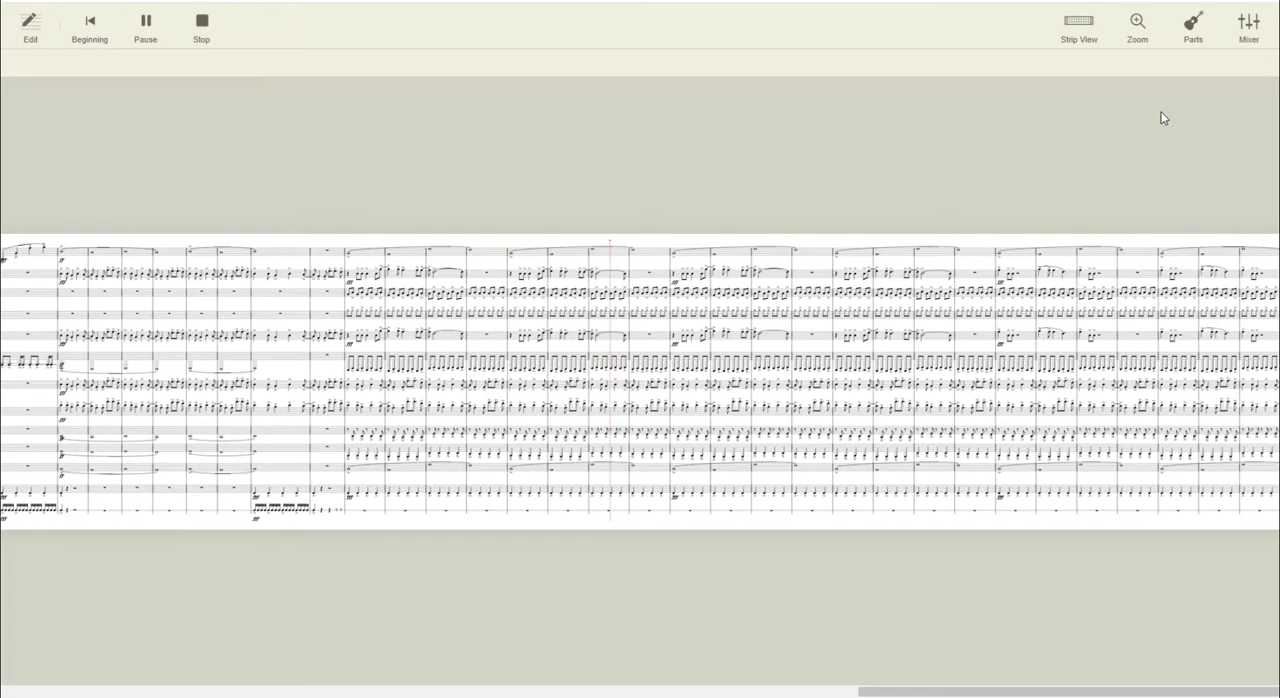 Edit
Beginning
Pause
Stop
Strip View
Zoom
Parts
Mixer